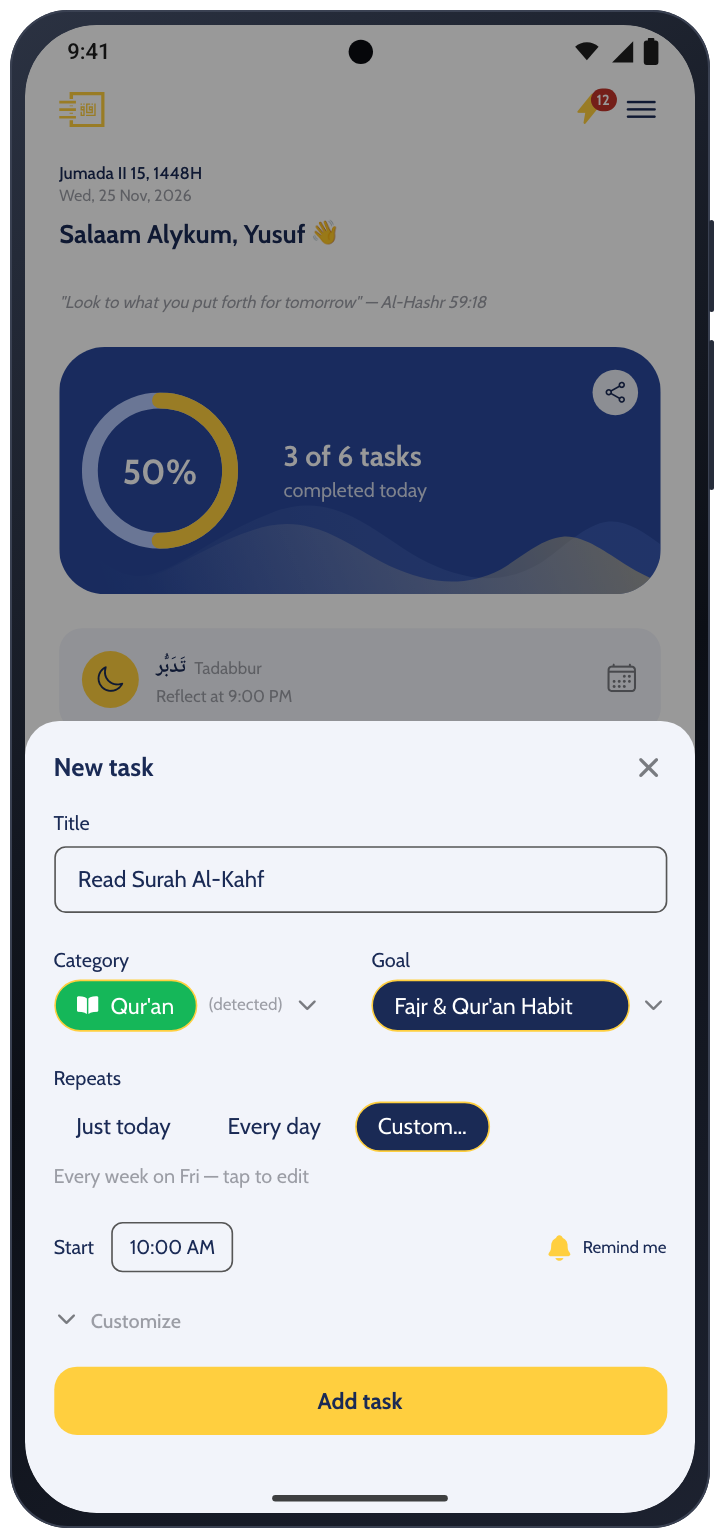 9:41
12
Jumada II 15, 1448H
Wed, 25 Nov, 2026
Salaam Alykum, Yusuf 👋
"Look to what you put forth for tomorrow" — Al-Hashr 59:18
50%
3 of 6 tasks
completed today
تَدَبُّر Tadabbur
Reflect at 9:00 PM
New task
Title
Read Surah Al-Kahf
Category Goal
Qur'an (detected) Fajr & Qur'an Habit
Repeats
Just today Every day Custom...
Every week on Fri — tap to edit
Start 10:00 AM Remind me
Customize
Add task